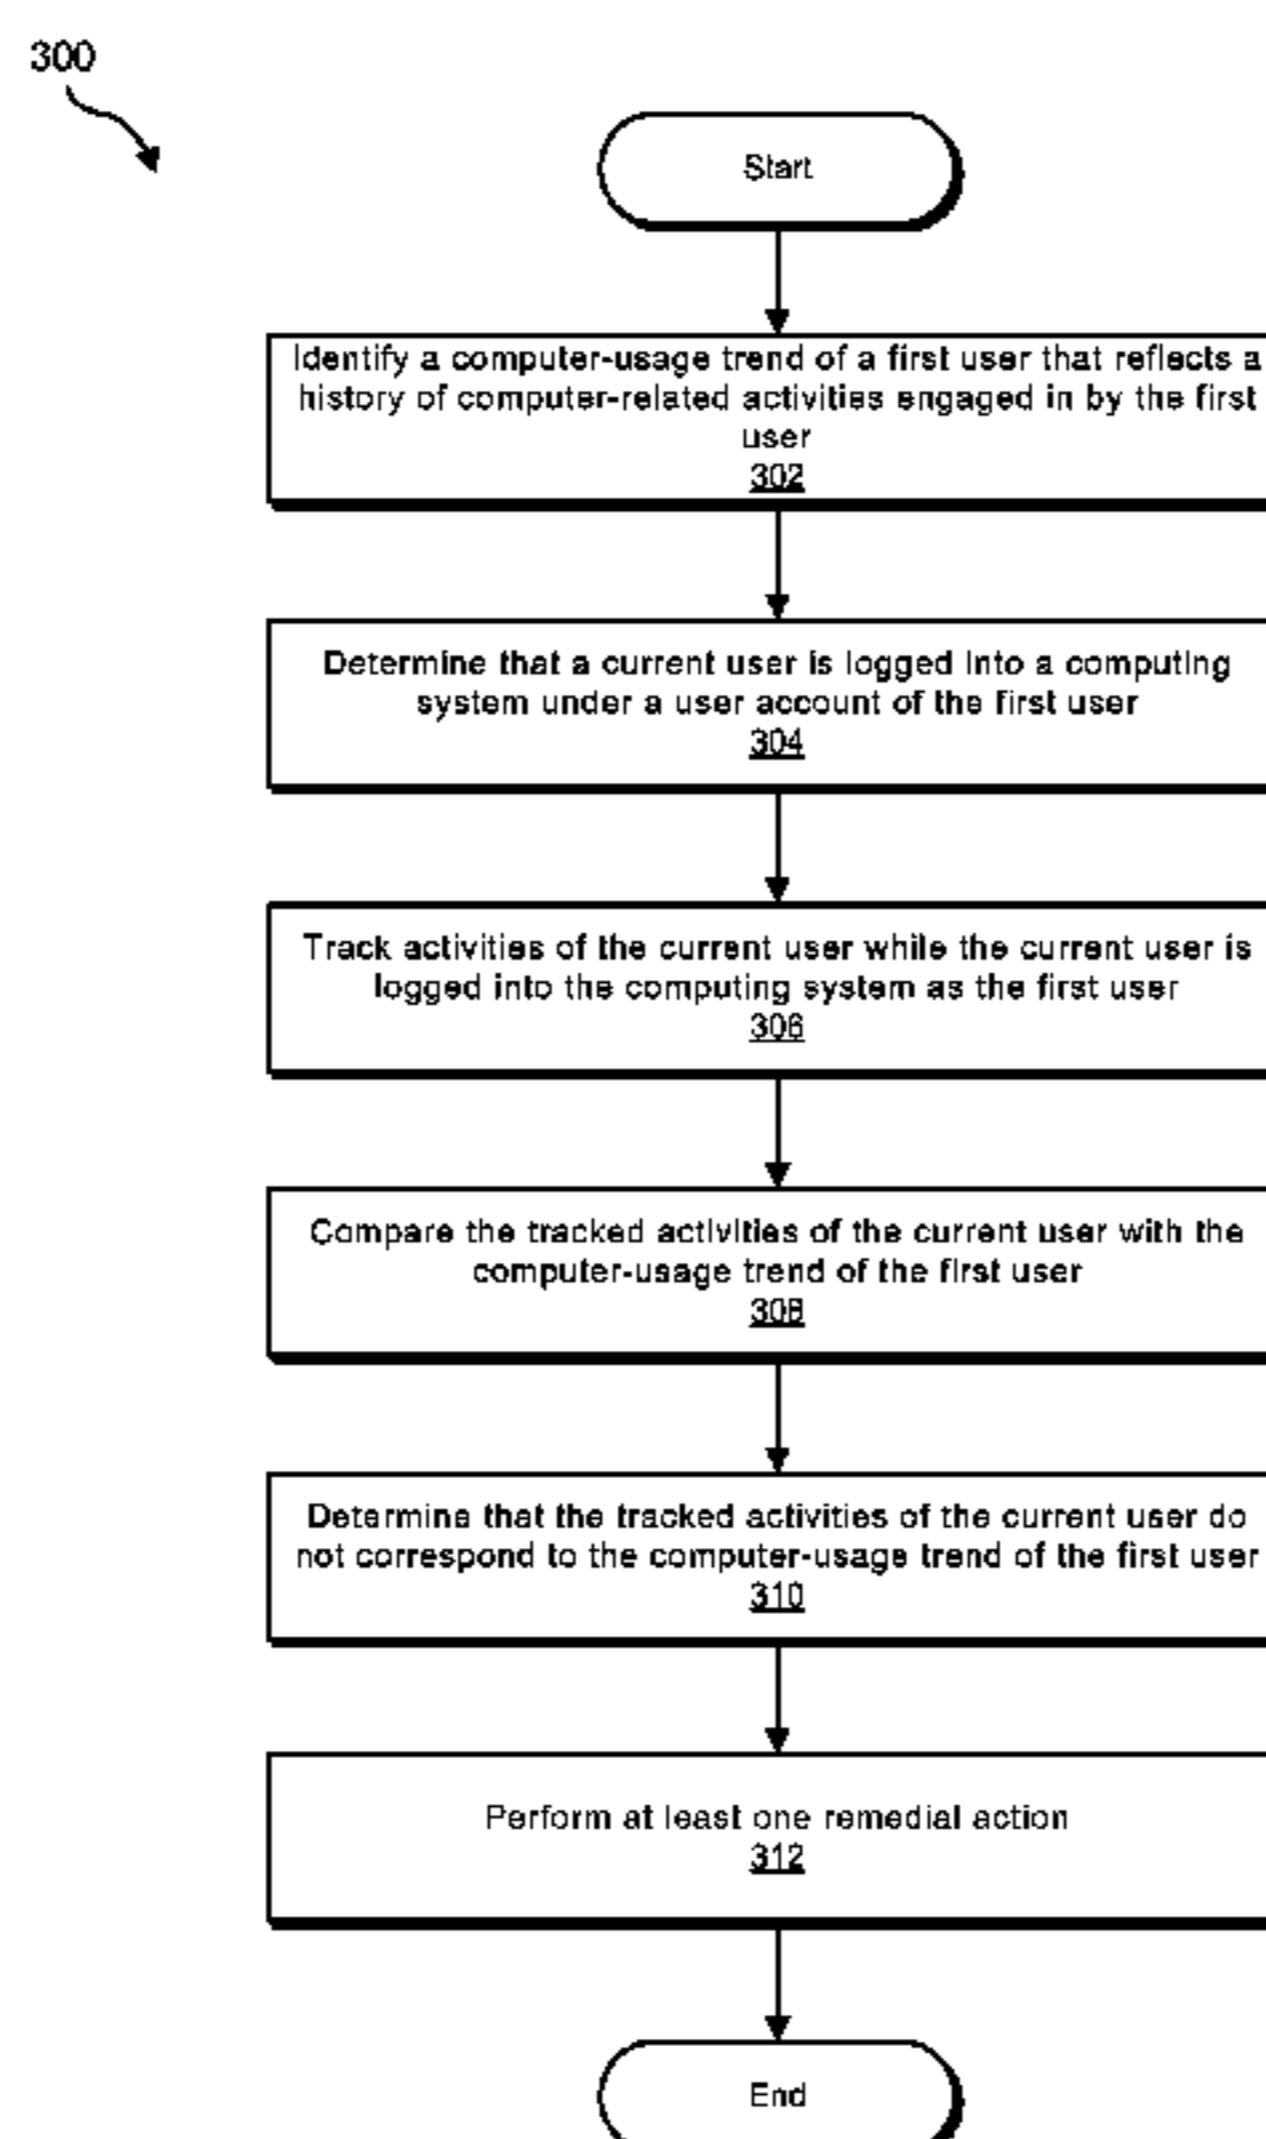 300
Start
Identify a computer-usage trend of a first user that reflects a
history of computer-related activities engaged in by the first
user
302
Determine that a current user is logged into a computing
system under a user account of the first user
304
Track activities of the current user while the current user is
logged into the computing system as the first user
306
Compare the tracked activities of the current user with the
computer-usage trend of the first user
308
Determine that the tracked activities of the current user do
not correspond to the computer-usage trend of the first user
310
Perform at least one remedial action
312
End